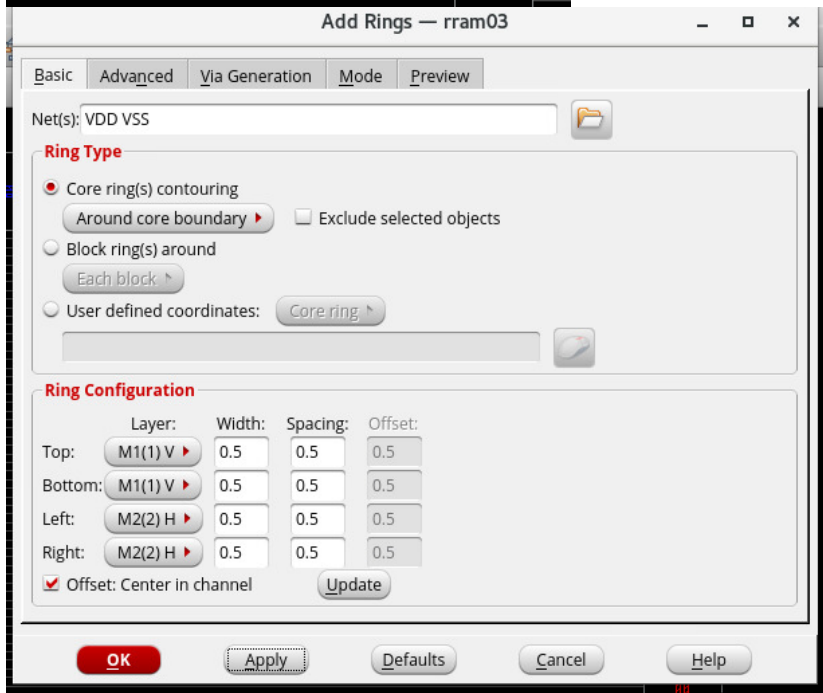 Add Rings — rram03
Basic Advanced Via Generation Mode Preview
Net(s): VDD VSS
Ring Type
Core ring(s) contouring
Around core boundary Exclude selected objects
Block ring(s) around
Each block
User defined coordinates: Core ring
Ring Configuration
Layer: Width: Spacing: Offset:
Top: M1(1) V 0.5 0.5 0.5
Bottom: M1(1) V 0.5 0.5 0.5
Left: M2(2) H 0.5 0.5 0.5
Right: M2(2) H 0.5 0.5 0.5
Offset: Center in channel Update
OK Apply Defaults Cancel Help